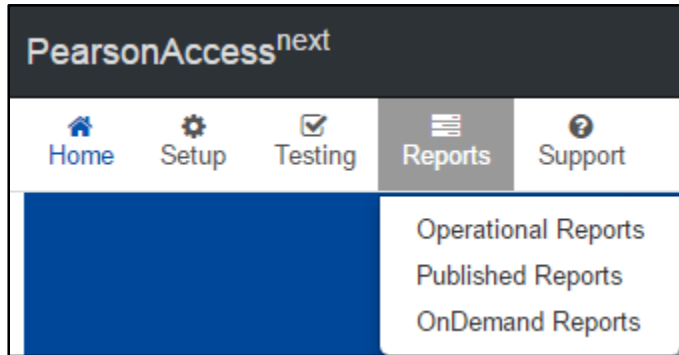 PearsonAccessnext
Home Setup Testing Reports Support
Operational Reports
Published Reports
OnDemand Reports